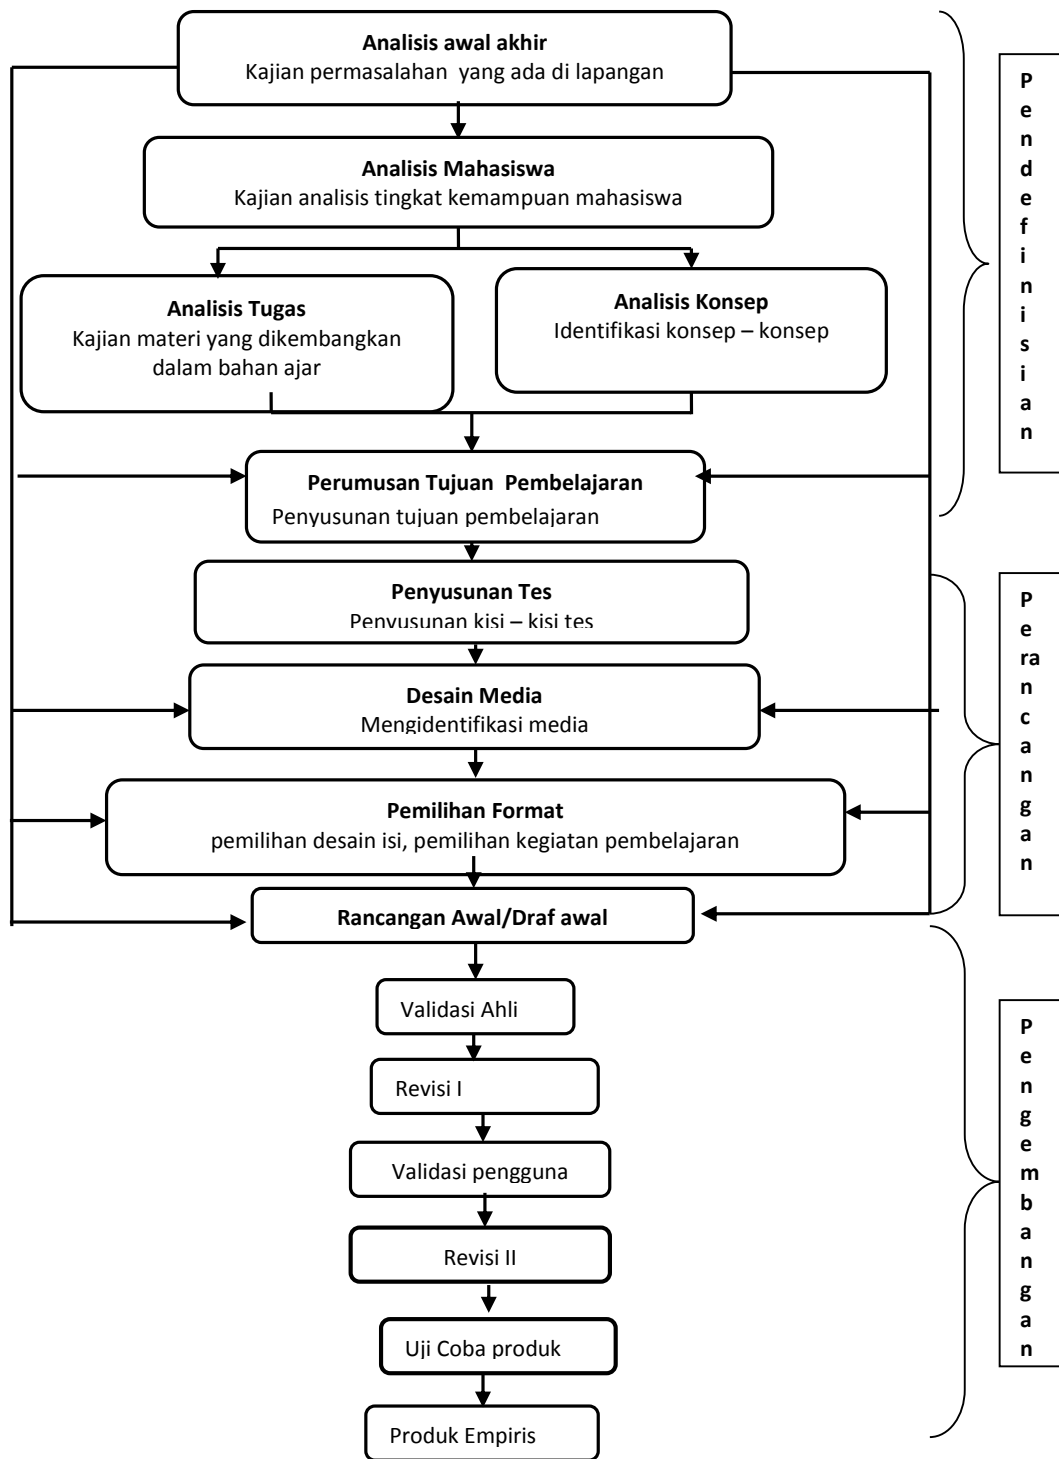 Analisis awal akhir
Kajian permasalahan yang ada di lapangan
Analisis Mahasiswa
Kajian analisis tingkat kemampuan mahasiswa
Analisis Tugas
Kajian materi yang dikembangkan
dalam bahan ajar
Analisis Konsep
Identifikasi konsep – konsep
Perumusan Tujuan Pembelajaran
Penyusunan tujuan pembelajaran
Penyusunan Tes
Penyusunan kisi – kisi tes
Desain Media
Mengidentifikasi media
Pemilihan Format
pemilihan desain isi, pemilihan kegiatan pembelajaran
Rancangan Awal/Draf awal
Validasi Ahli
Revisi I
Validasi pengguna
Revisi II
Uji Coba produk
Produk Empiris
P
e
n
d
e
f
i
n
i
s
i
a
n
P
e
ra
n
c
a
n
g
a
n
P
e
n
g
e
m
b
a
n
g
a
n